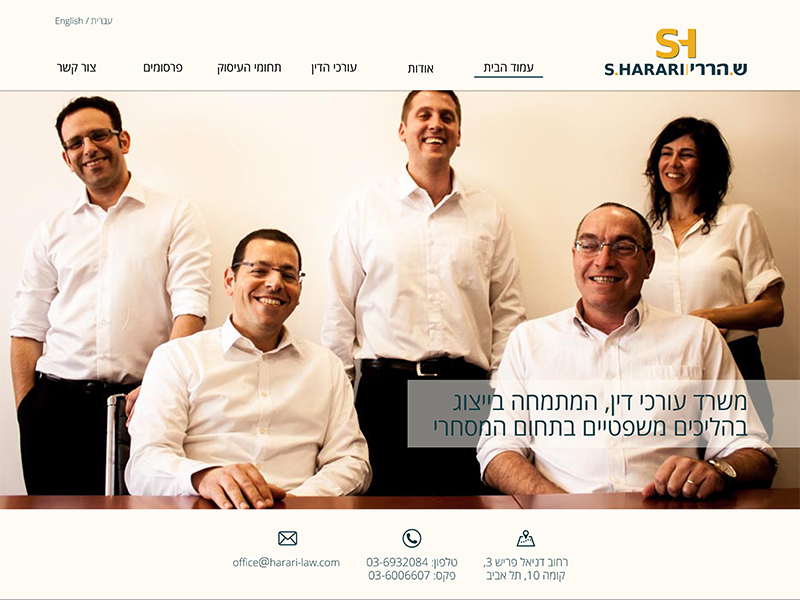 עברית / English
SH
S.HARARI | ש.הררי
עמוד הבית
אודות
עורכי הדין
תחומי העיסוק
פרסומים
צור קשר
משרד עורכי דין, המתמחה בייצוג
בהליכים משפטיים בתחום המסחרי
רחוב דניאל פריש 3,
קומה 10, תל אביב
טלפון: 03-6932084
פקס: 03-6006607
office@harari-law.com